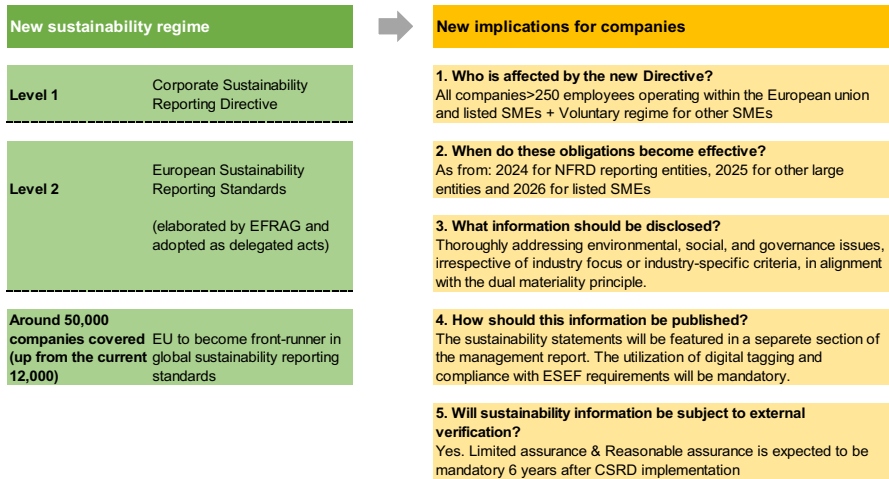 New sustainability regime
New implications for companies
Level 1
Corporate Sustainability
Reporting Directive
Level 2
European Sustainability
Reporting Standards
(elaborated by EFRAG and
adopted as delegated acts)
Around 50,000
companies covered
(up from the current
12,000)
EU to become front-runner in
global sustainability reporting
standards
1. Who is affected by the new Directive?
All companies>250 employees operating within the European union
and listed SMEs + Voluntary regime for other SMEs
2. When do these obligations become effective?
As from: 2024 for NFRD reporting entities, 2025 for other large
entities and 2026 for listed SMEs
3. What information should be disclosed?
Thoroughly addressing environmental, social, and governance issues,
irrespective of industry focus or industry-specific criteria, in alignment
with the dual materiality principle.
4. How should this information be published?
The sustainability statements will be featured in a separete section of
the management report. The utilization of digital tagging and
compliance with ESEF requirements will be mandatory.
5. Will sustainability information be subject to external
verification?
Yes. Limited assurance & Reasonable assurance is expected to be
mandatory 6 years after CSRD implementation